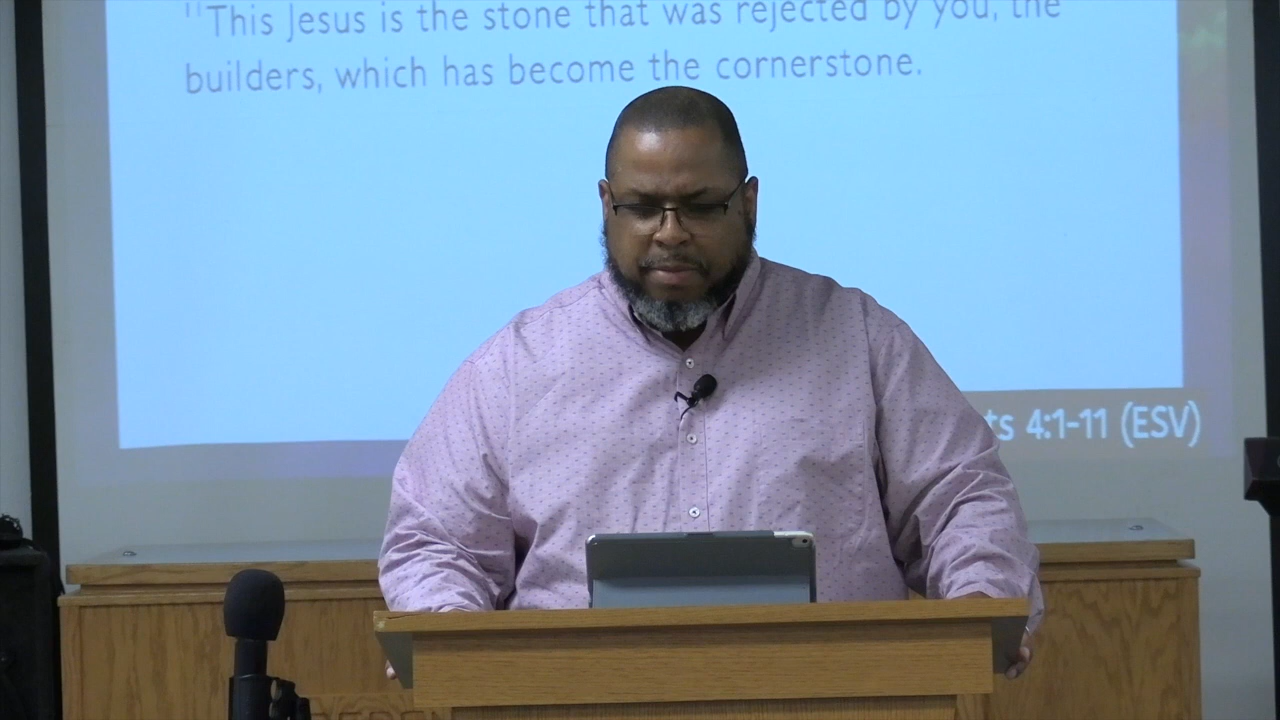 "This Jesus is the stone that was rejected by you, the
builders, which has become the cornerstone.
ts 4:1-11 (ESV)